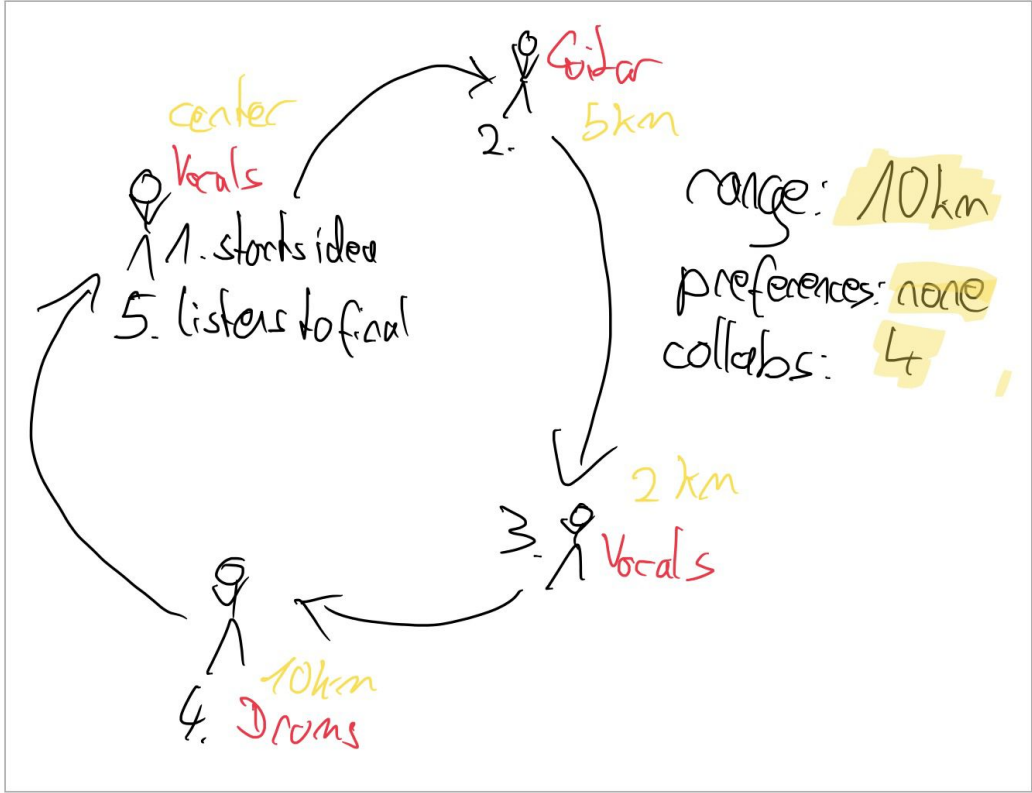 center
Vocals
1. starts idea
5. listens to final
2.
Guitar
5km
range: 10km
preferences: none
collabs: 4
3.
2 km
Vocals
4.
10km
Drums